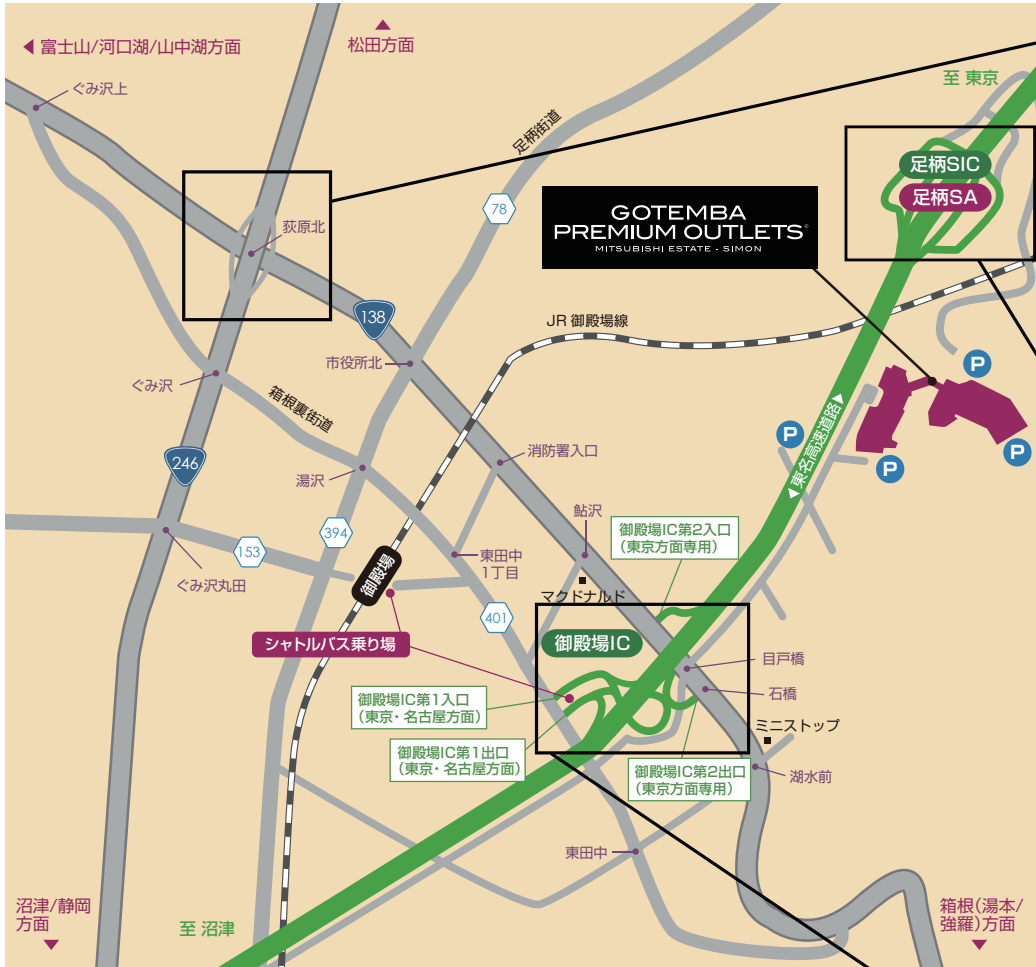 富士山/河口湖/山中湖方面
松田方面
至 東京
ぐみ沢上
足柄街道
足柄SIC
足柄SA
78
GOTEMBA
PREMIUM OUTLETS®
MITSUBISHI ESTATE - SIMON
荻原北
138
JR 御殿場線
市役所北
P
ぐみ沢
箱根裏街道
東名高速道路
P
P
P
消防署入口
246
湯沢
鮎沢
御殿場IC第2入口
(東京方面専用)
394
153
東田中
1丁目
御殿場
ぐみ沢丸田
マクドナルド
401
シャトルバス乗り場
御殿場IC
目戸橋
石橋
御殿場IC第1入口
(東京・名古屋方面)
ミニストップ
御殿場IC第1出口
(東京・名古屋方面)
御殿場IC第2出口
(東京方面専用)
湖水前
東田中
沼津/静岡
方面
至 沼津
箱根(湯本/
強羅)方面